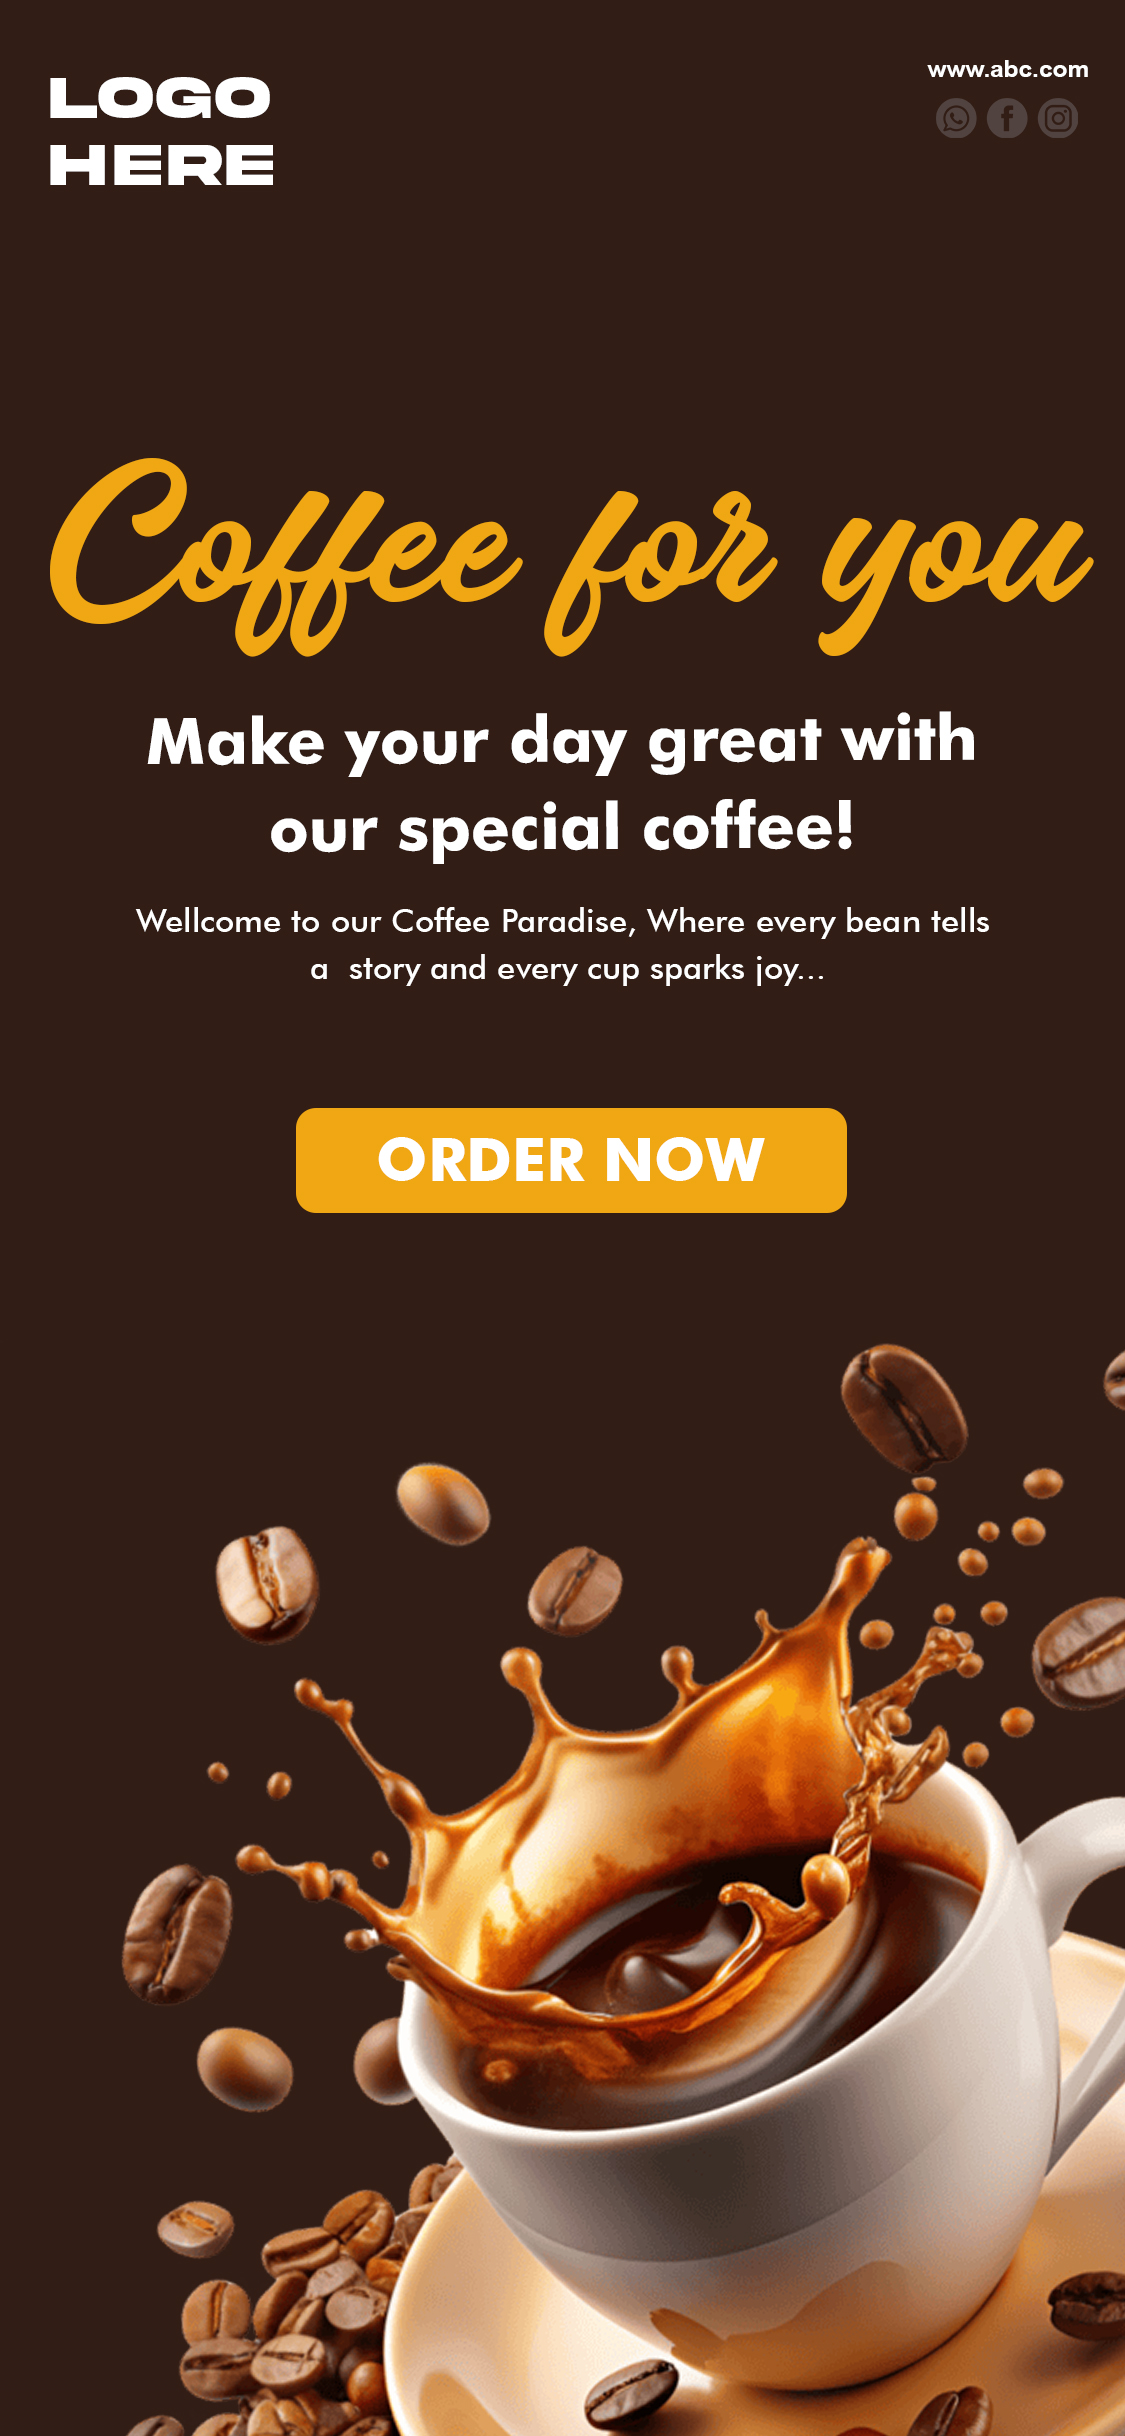 LOGO
HERE
www.abc.com
Coffee for you
Make your day great with
our special coffee!
Wellcome to our Coffee Paradise, Where every bean tells
a  story and every cup sparks joy...
ORDER NOW